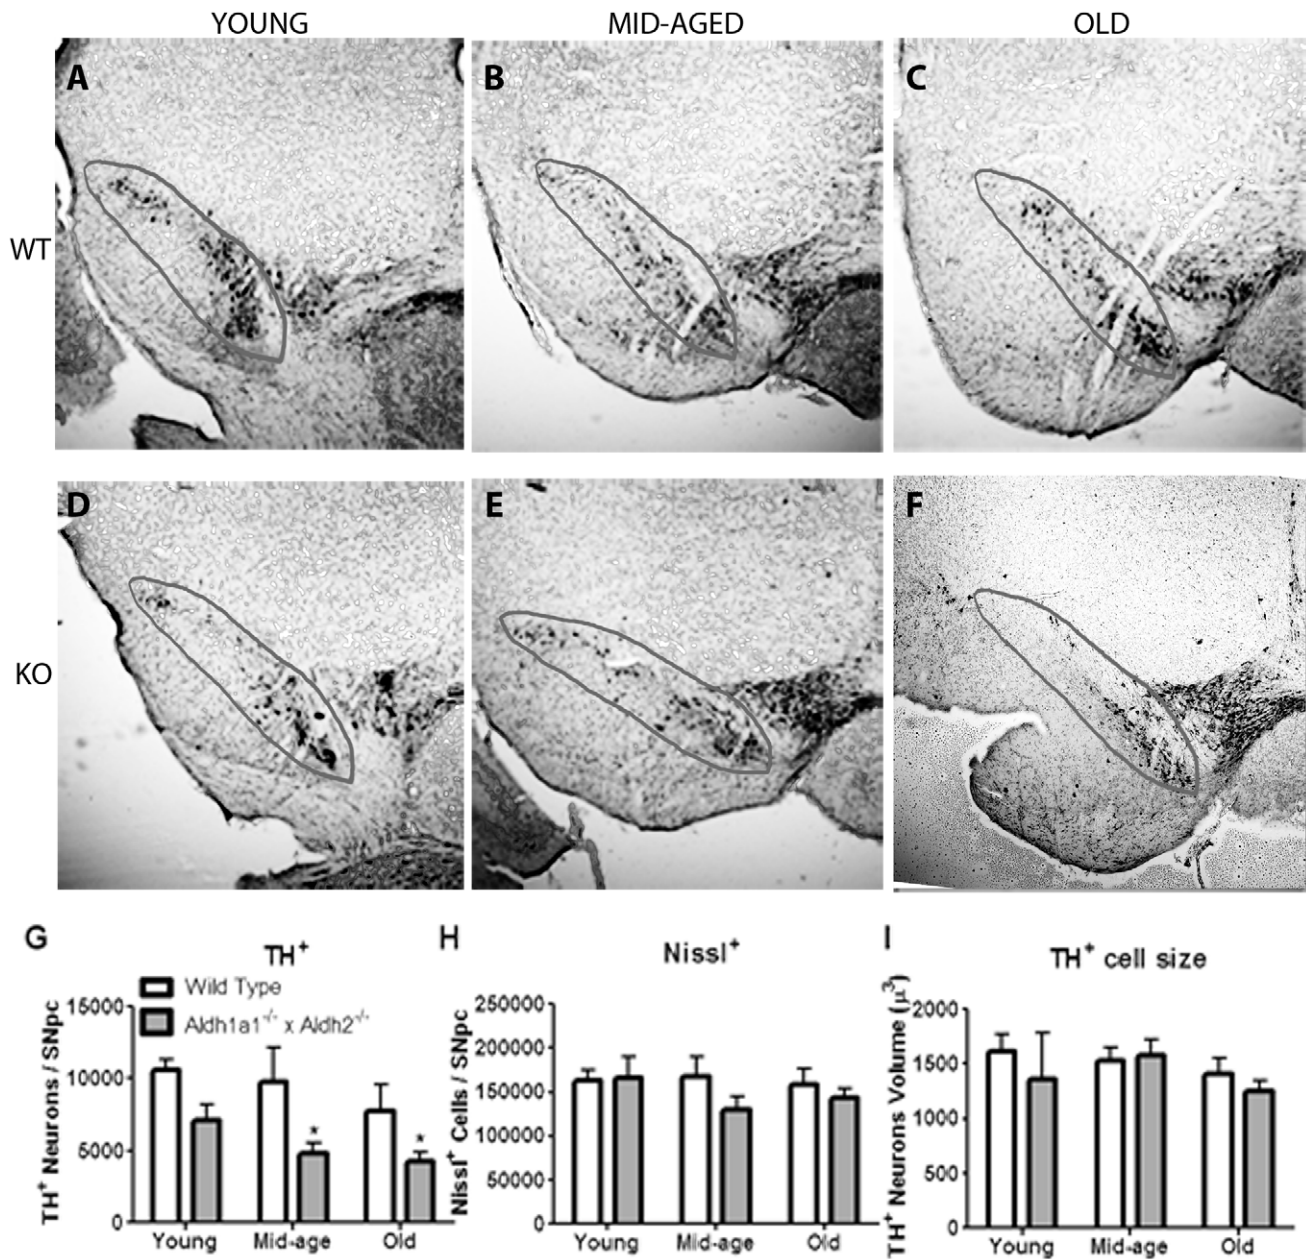 YOUNG MID-AGED OLD
A B C
WT
D E F
KO
G TH⁺
Wild Type
Aldh1a1⁻/⁻ x Aldh2⁻/⁻
TH⁺ Neurons / SNpc
15000
10000
5000
0
* *
Young Mid-age Old
H Nissl⁺
Nissl⁺ Cells / SNpc
250000
200000
150000
100000
50000
0
Young Mid-age Old
I TH⁺ cell size
TH⁺ Neurons Volume (μ³)
2000
1500
1000
500
0
Young Mid-age Old